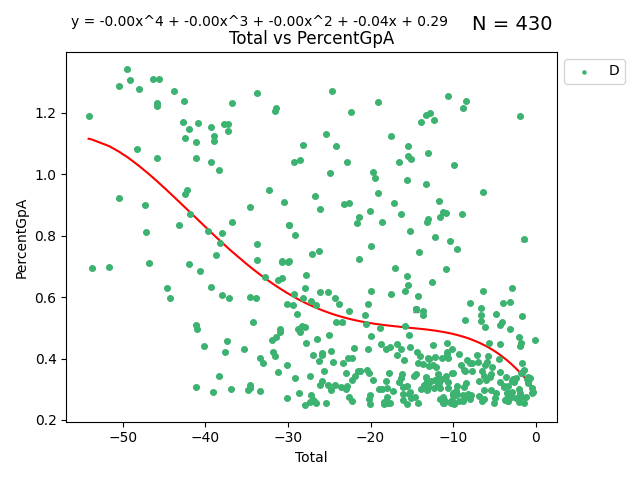 y = -0.00x^4 + -0.00x^3 + -0.00x^2 + -0.04x + 0.29
N = 430
Total vs PercentGpA
D
PercentGpA
1.2
1.0
0.8
0.6
0.4
0.2
−50
−40
−30
−20
−10
0
Total